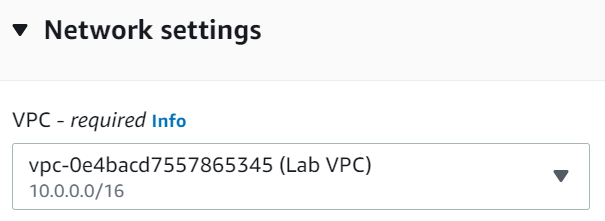 Network settings
VPC - required Info
vpc-0e4bacd7557865345 (Lab VPC)
10.0.0.0/16